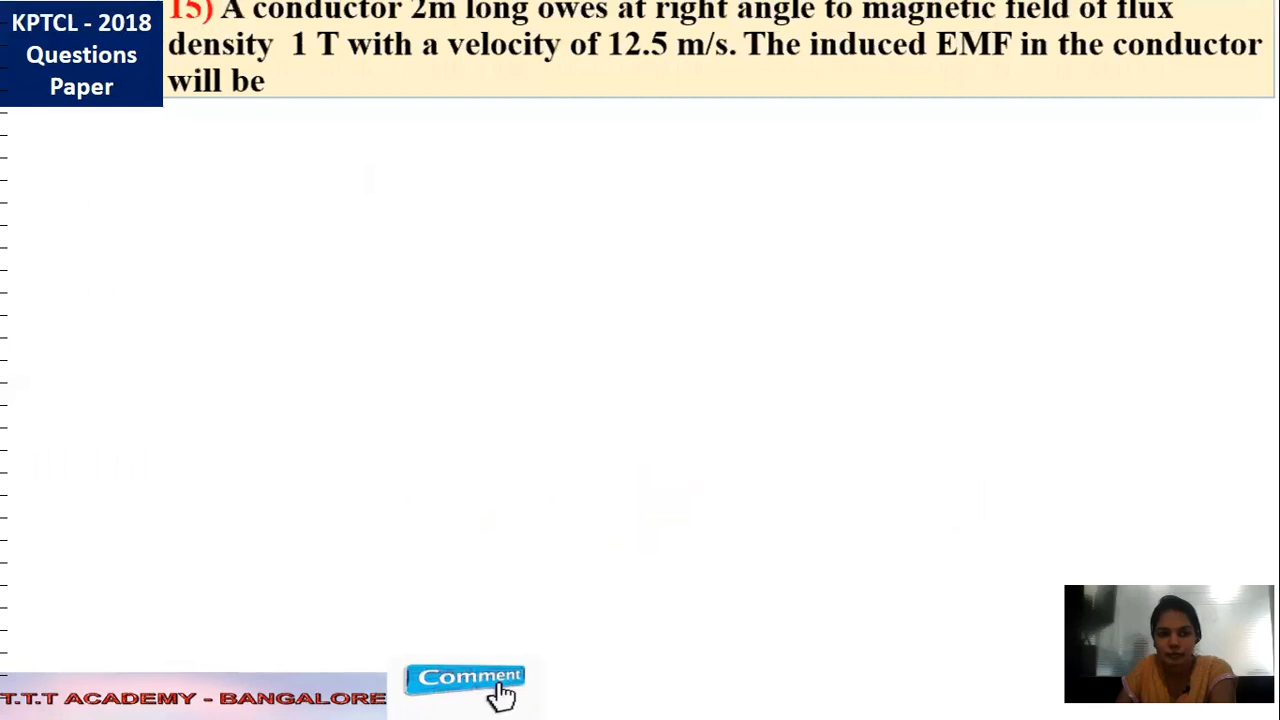 KPTCL - 2018
Questions
Paper
15) A conductor 2m long owes at right angle to magnetic field of flux
density 1 T with a velocity of 12.5 m/s. The induced EMF in the conductor
will be
T.T.T ACADEMY - BANGALORE
Comment